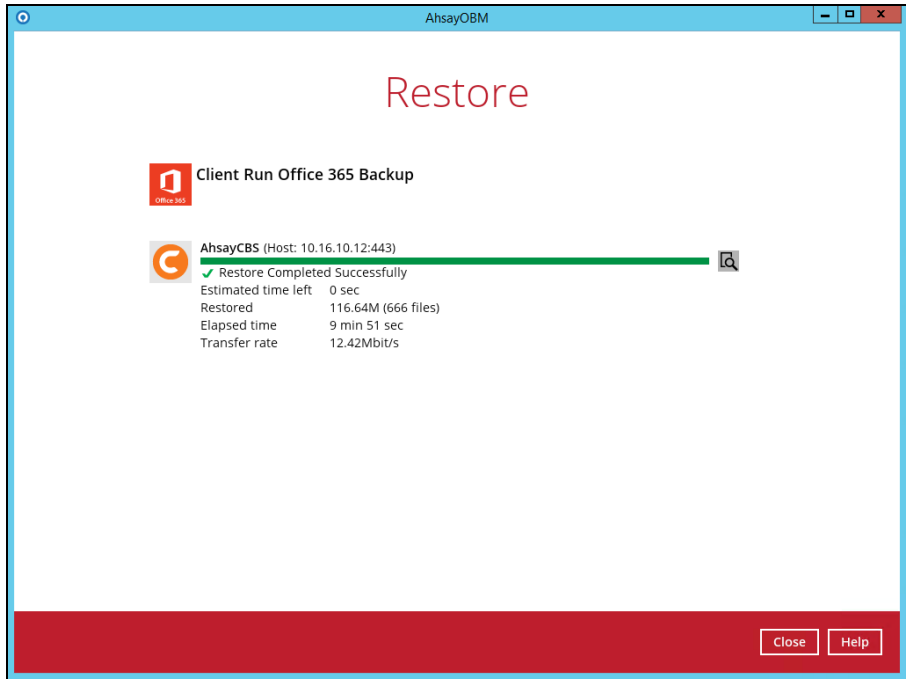 AhsayOBM
Restore
Client Run Office 365 Backup
Office 365
AhsayCBS (Host: 10.16.10.12:443)
Restore Completed Successfully
Estimated time left 0 sec
Restored 116.64M (666 files)
Elapsed time 9 min 51 sec
Transfer rate 12.42Mbit/s
Close Help